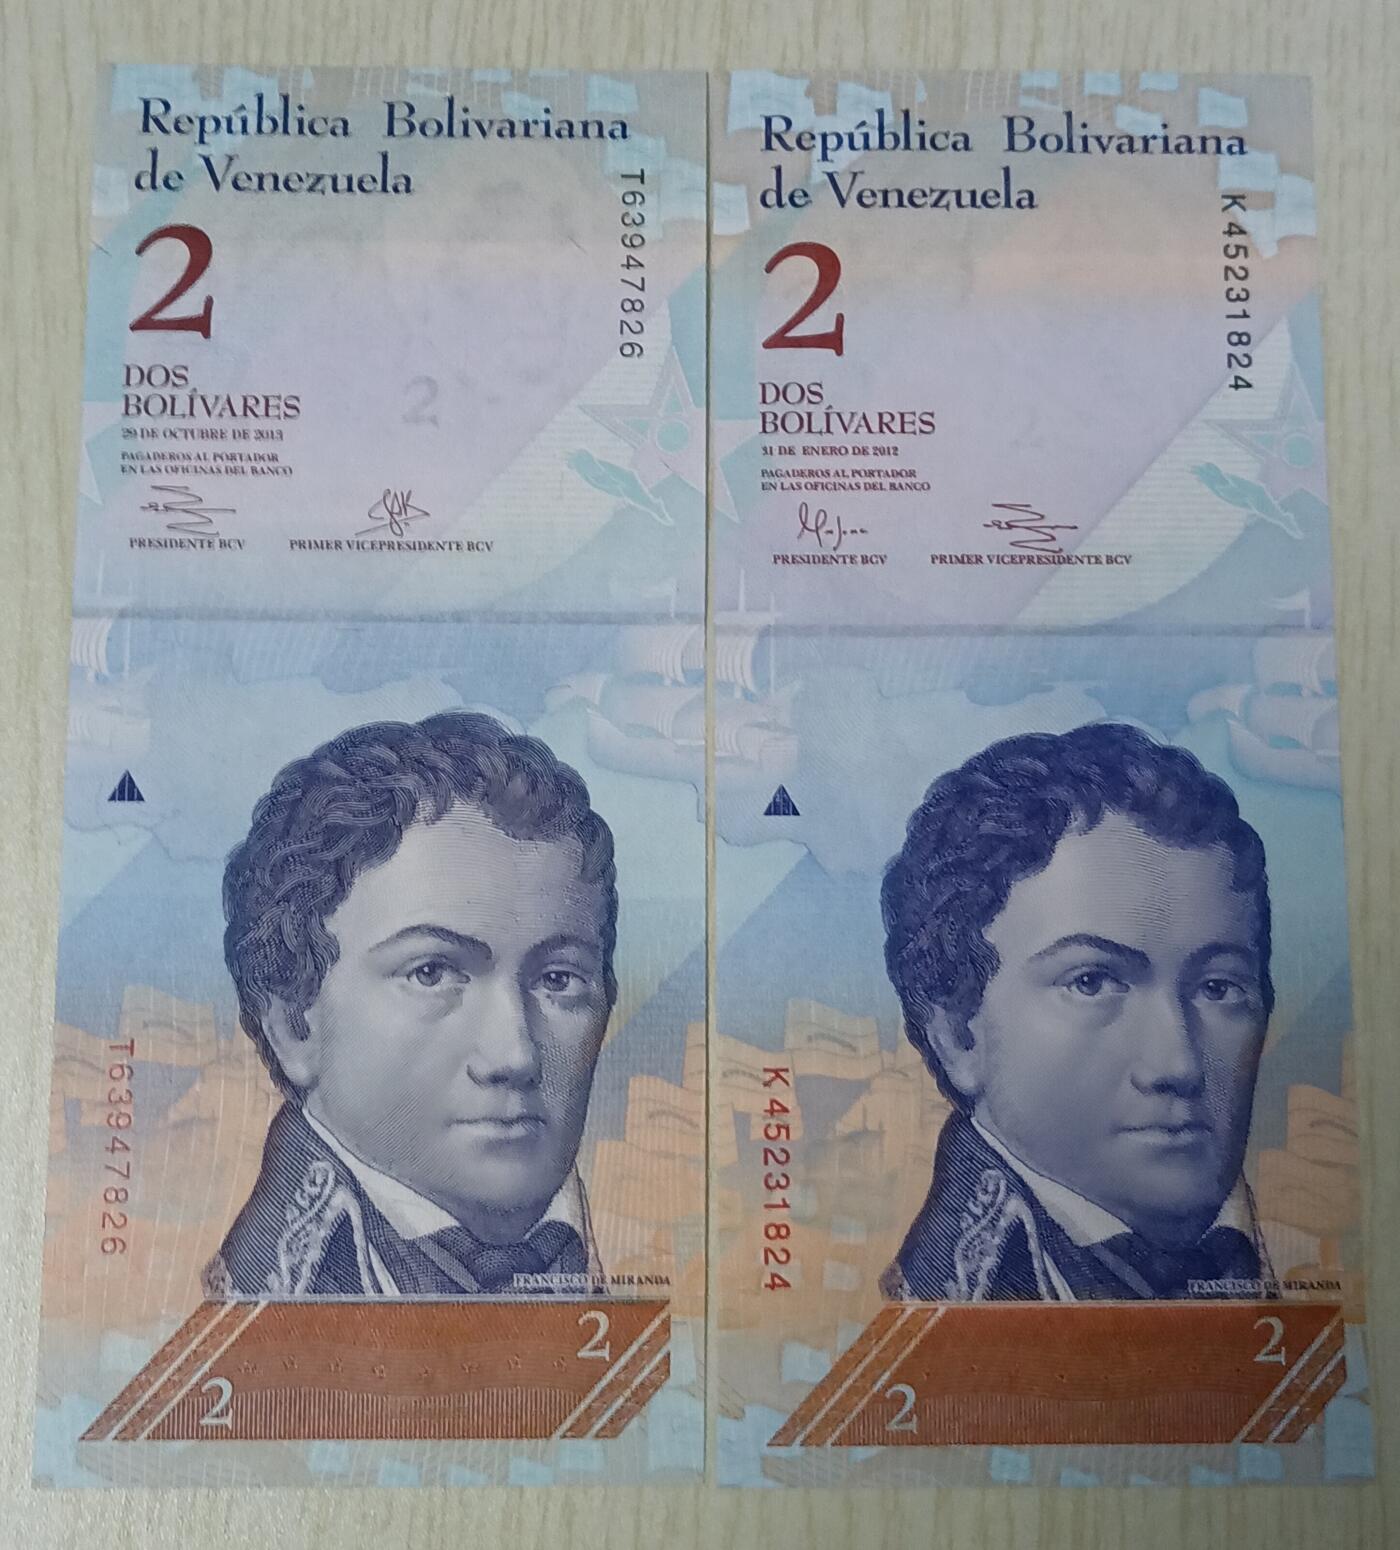 República Bolivariana
de Venezuela
T63947826
2
DOS
BOLÍVARES
29 DE OCTUBRE DE 2013
PAGADEROS AL PORTADOR
EN LAS OFICINAS DEL BANCO
2
PRESIDENTE BCV PRIMER VICEPRESIDENTE BCV
T63947826
FRANCISCO DE MIRANDA
2
2
República Bolivariana
de Venezuela
K45231824
2
DOS
BOLÍVARES
31 DE ENERO DE 2012
PAGADEROS AL PORTADOR
EN LAS OFICINAS DEL BANCO
PRESIDENTE BCV PRIMER VICEPRESIDENTE BCV
K45231824
FRANCISCO DE MIRANDA
2
2